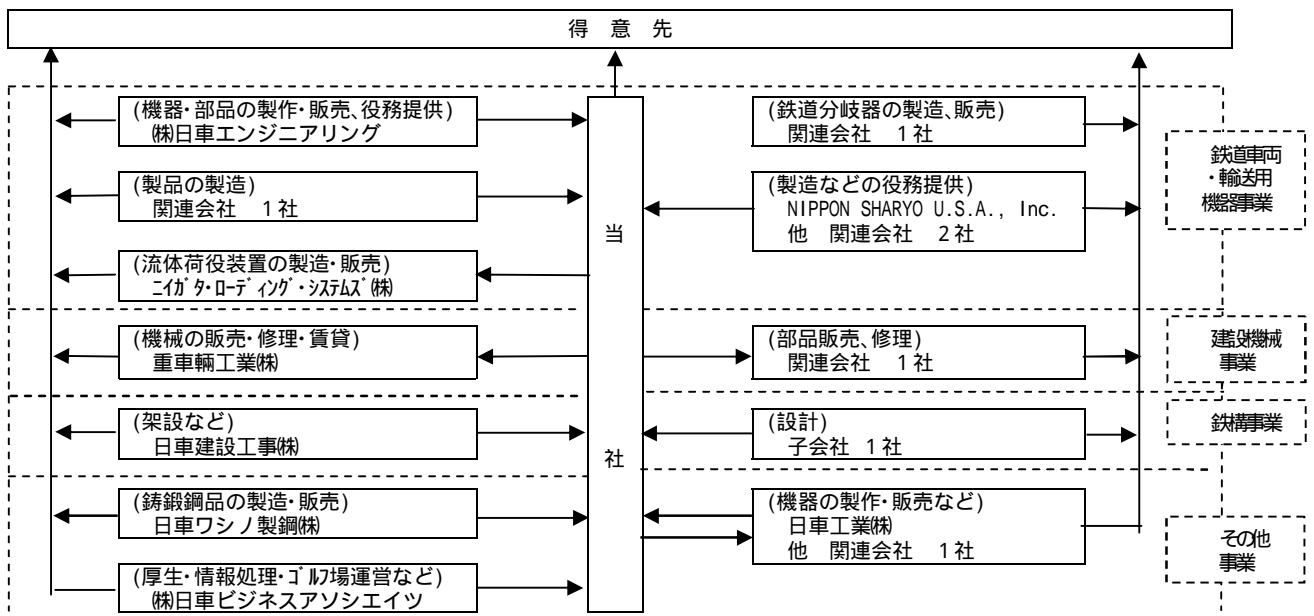 得 意 先
(機器・部品の製作・販売、役務提供)
㈱日車エンジニアリング
(鉄道分岐器の製造、販売)
関連会社 1社
鉄道車両
・輸送用
機器事業
(製品の製造)
関連会社 1社
(製造などの役務提供)
NIPPON SHARYO U.S.A., Inc.
他 関連会社 2社
当
社
(流体荷役装置の製造・販売)
ニイガタ・ローディング・システムズ㈱
(機械の販売・修理・賃貸)
重車輌工業㈱
(部品販売、修理)
関連会社 1社
建設機械
事業
(架設など)
日車建設工事㈱
(設計)
子会社 1社
鉄構事業
(鋳鍛鋼品の製造・販売)
日車ワシノ製鋼㈱
(機器の製作・販売など)
日車工業㈱
他 関連会社 1社
その他
事業
(厚生・情報処理・ゴルフ場運営など)
㈱日車ビジネスアソシエイツ